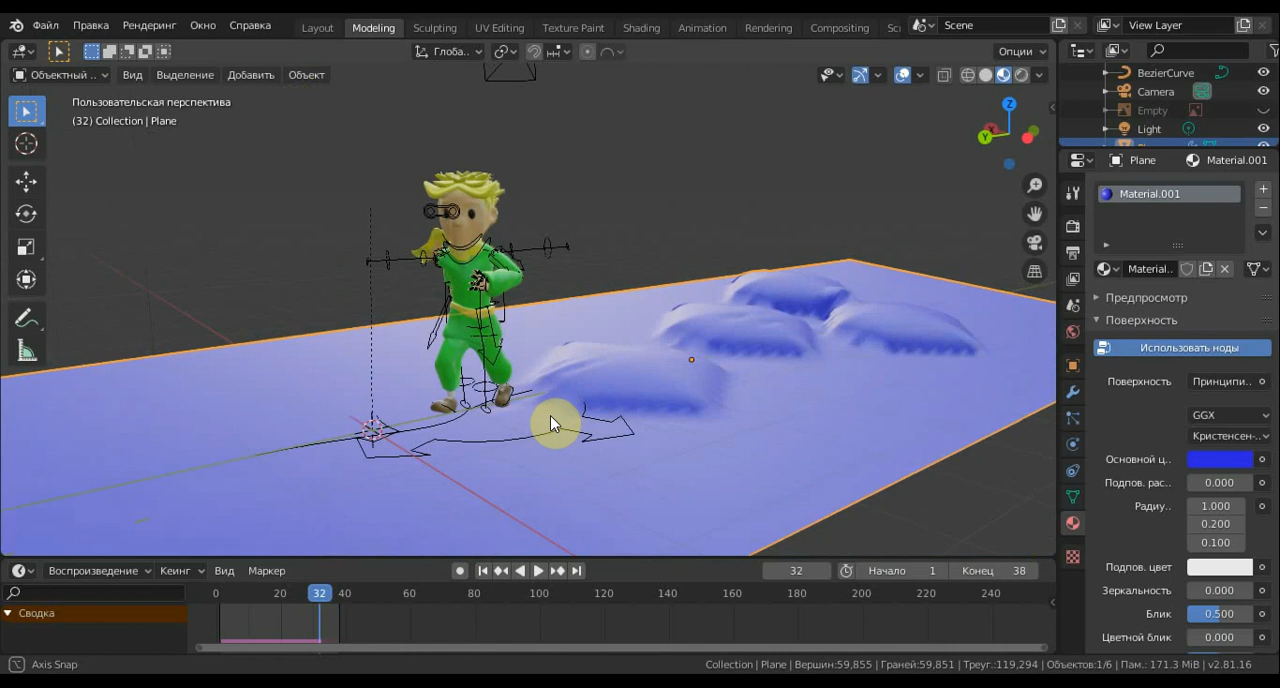 Файл Правка Рендеринг Окно Справка Layout Modeling Sculpting UV Editing Texture Paint Shading Animation Rendering Compositing Sc Scene View Layer
Глоба.. Опции
Объектный .. Вид Выделение Добавить Объект
Пользовательская перспектива
(32) Collection | Plane
Z
Y
BezierCurve
Camera
Empty
Light
Plane Material.001
Material.001
Material..
Предпросмотр
Поверхность
Использовать ноды
Поверхность Принципи..
GGX
Кристенсен-..
Основной ц..
Подпов. рас.. 0.000
Радиу.. 1.000
0.200
0.100
Подпов. цвет
Зеркальность 0.000
Блик 0.500
Цветной блик 0.000
Воспроизведение Кеинг Вид Маркер 32 Начало 1 Конец 38
0 20 32 40 60 80 100 120 140 160 180 200 220 240
Сводка
Axis Snap
Collection | Plane | Вершин:59,855 | Граней:59,851 | Треуг.:119,294 | Объектов:1/6 | Пам.: 171.3 MiB | v2.81.16